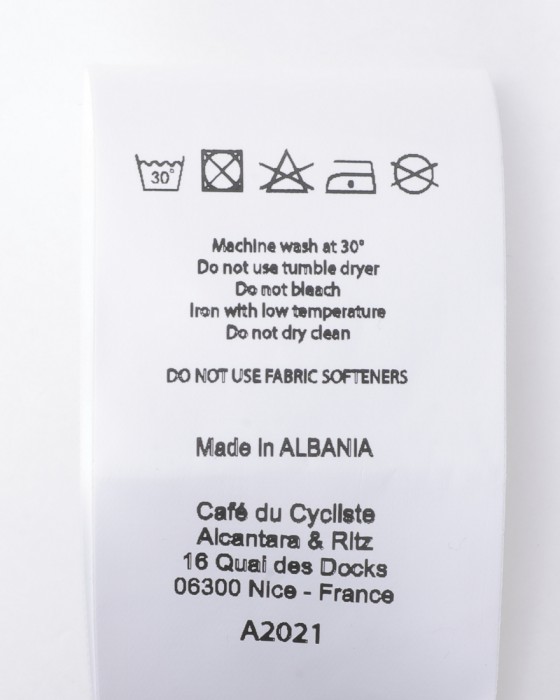 30°
Machine wash at 30°
Do not use tumble dryer
Do not bleach
Iron with low temperature
Do not dry clean
DO NOT USE FABRIC SOFTENERS
Made in ALBANIA
Café du Cycliste
Alcantara & Ritz
16 Quai des Docks
06300 Nice - France
A2021